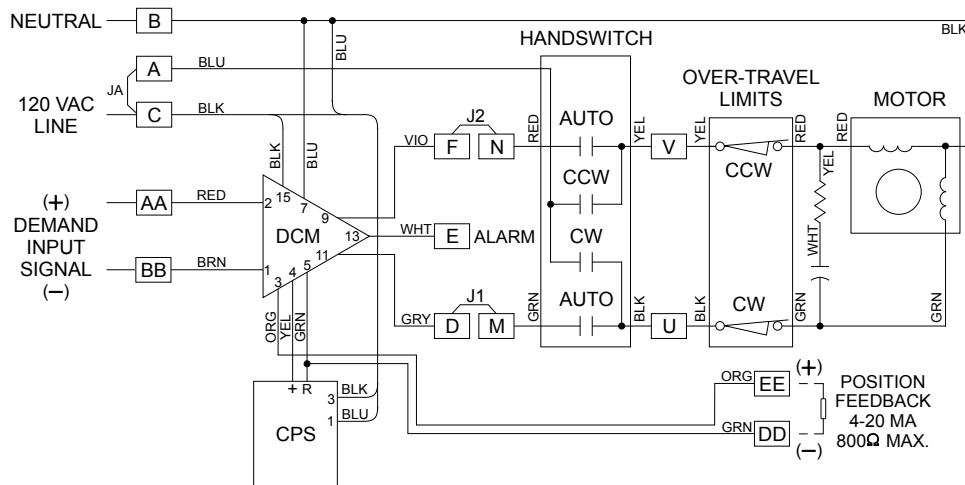 NEUTRAL
B
BLK
BLU
BLU
HANDSWITCH
A
BLU
JA
120 VAC
LINE
C
BLK
OVER-TRAVEL
LIMITS
MOTOR
J2
VIO
F
N
RED
AUTO
YEL
V
YEL
RED
RED
YEL
CCW
CCW
BLK
BLU
(+)
DEMAND
INPUT
SIGNAL
(−)
AA
RED
BB
BRN
15
2
7
9
DCM
13
11
1
4
3
5
WHT
E
ALARM
CW
WHT
J1
GRY
D
M
GRN
AUTO
BLK
U
BLK
CW
GRN
GRN
ORG
YEL
GRN
+
R
3
BLK
1
BLU
CPS
ORG
EE
(+)
GRN
DD
(−)
POSITION
FEEDBACK
4-20 MA
800Ω MAX.